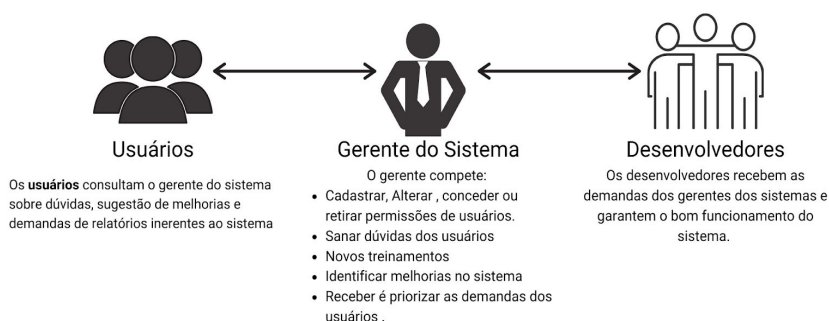 Usuários
Os usuários consultam o gerente do sistema
sobre dúvidas, sugestão de melhorias e
demandas de relatórios inerentes ao sistema
Gerente do Sistema
O gerente compete:
• Cadastrar, Alterar , conceder ou
retirar permissões de usuários.
• Sanar dúvidas dos usuários
• Novos treinamentos
• Identificar melhorias no sistema
• Receber é priorizar as demandas dos
usuários .
Desenvolvedores
Os desenvolvedores recebem as
demandas dos gerentes dos sistemas e
garantem o bom funcionamento do
sistema.